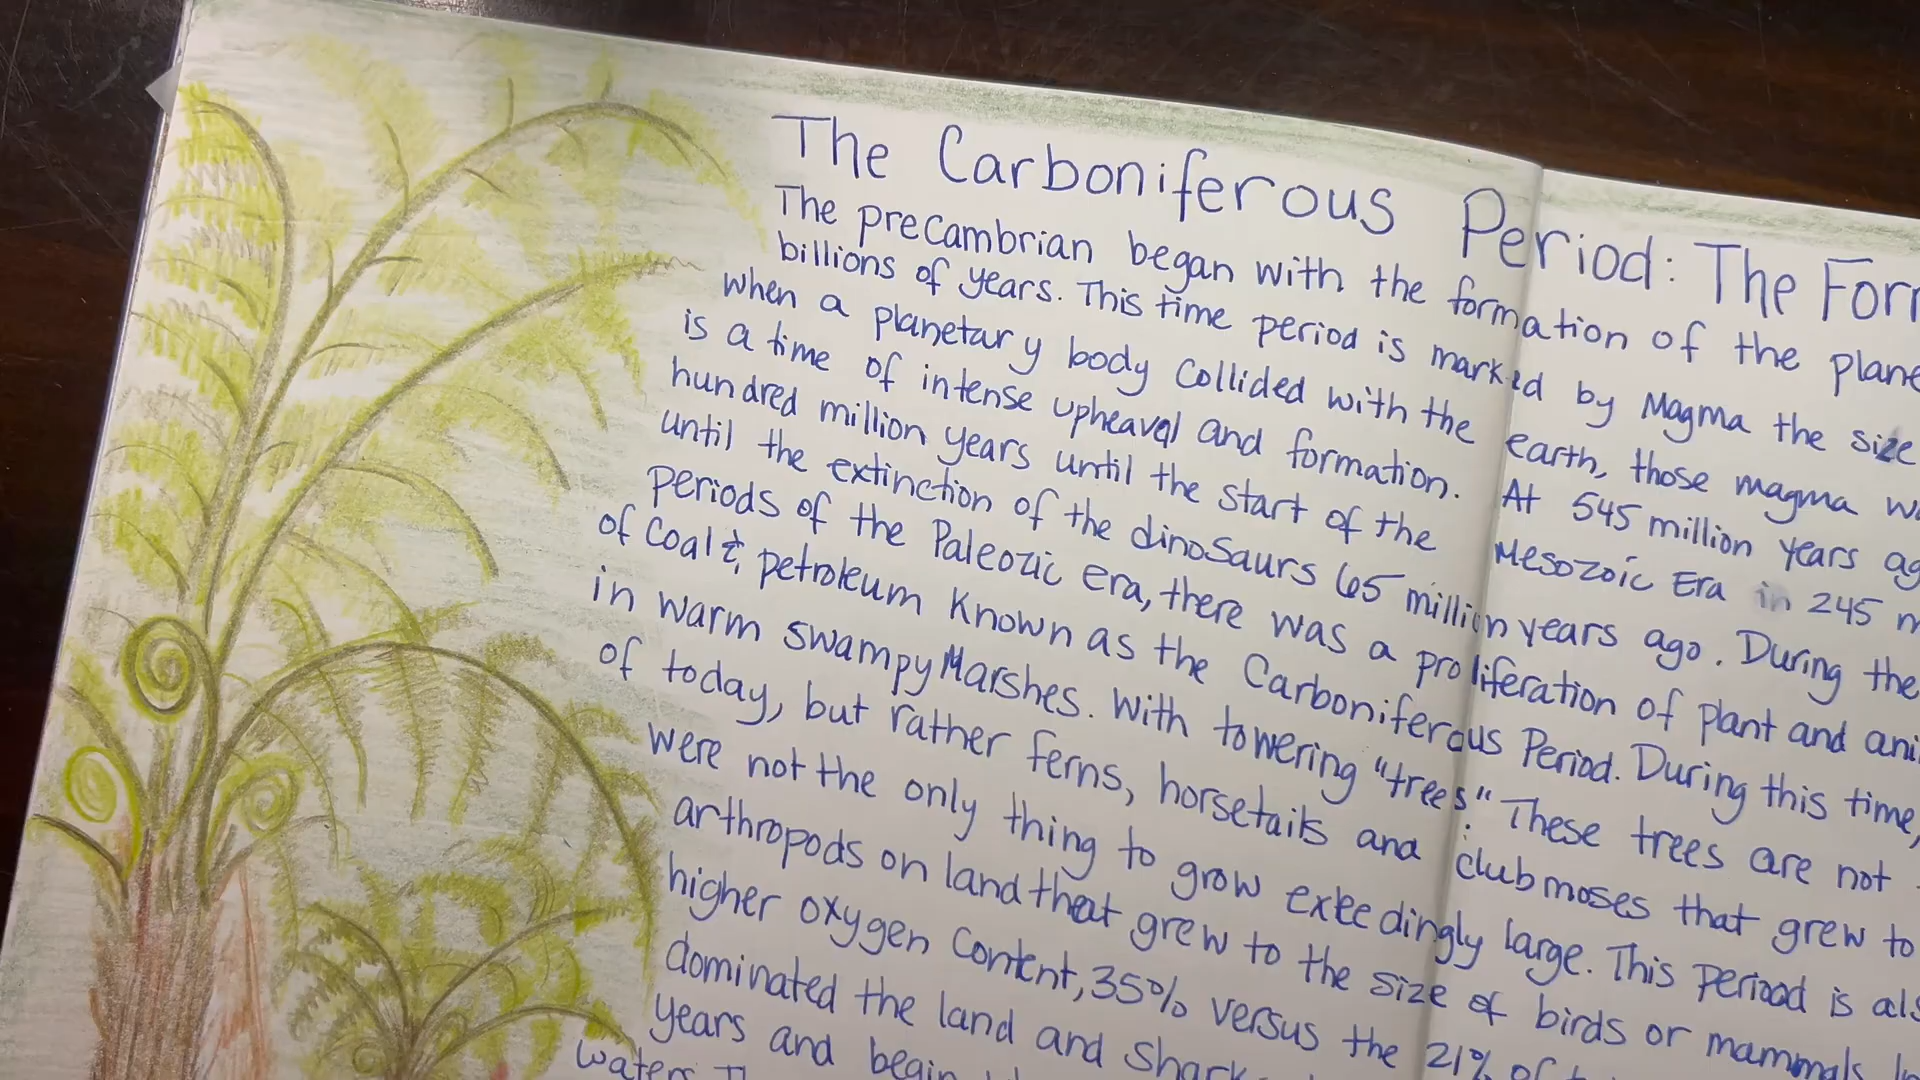 The Carboniferous Period: The For
The precambrian began with the formation of the plane
billions of years. This time period is marked by Magma the size
when a planetary body collided with the earth, those magma
is a time of intense upheaval and formation. At 545 million years ag
hundred million years until the start of the Mesozoic Era in 245 m
until the extinction of the dinosaurs 65 million years ago. During the
periods of the Paleozic era, there was a proliferation of plant and ani
of Coal &, petroleum known as the Carboniferous Period. During this time,
in warm swampy Marshes. With towering "trees" These trees are not
of today, but rather ferns, horsetails and club moses that grew to
were not the only thing to grow exceedingly large. This perioad is als
arthropods on land that grew to the size of birds or mammals.
higher oxygen content, 35% versus the 21% of
dominated the land and shark
years and begin
waters.